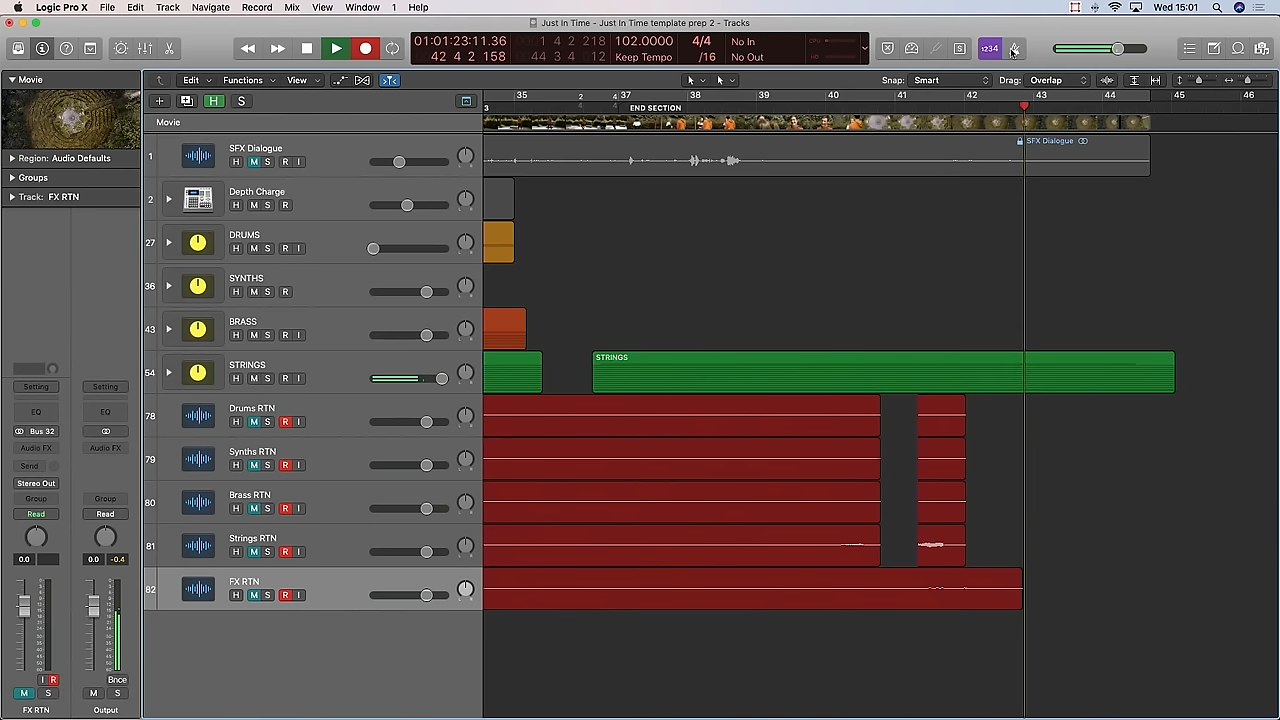 Logic Pro X File Edit Track Navigate Record Mix View Window 1 Help
Wed 15:01
Just In Time - Just In Time template prep 2 - Tracks
01:01:23:11.36
42 4 2 158
1 4 2 218
44 3 4 12
102.0000
Keep Tempo
4/4
/16
No In
No Out
CPU
HD
S
1234
Movie
Region: Audio Defaults
Groups
Track: FX RTN
Edit Functions View
Snap: Smart
Drag: Overlap
H S
35 36 37 38 39 40 41 42 43 44 45 46
END SECTION
Movie
1 SFX Dialogue
H M S R I
SFX Dialogue
2 Depth Charge
H M S R
27 DRUMS
H M S R I
36 SYNTHS
H M S R
43 BRASS
H M S R I
54 STRINGS
H M S R I
STRINGS
78 Drums RTN
H M S R I
79 Synths RTN
H M S R I
80 Brass RTN
H M S R I
81 Strings RTN
H M S R I
82 FX RTN
H M S R I
Setting Setting
EQ EQ
Bus 32
Audio FX Audio FX
Send
Stereo Out
Group Group
Read Read
0.0 0.0 -0.4
I R Bnce
M S M S
FX RTN Output